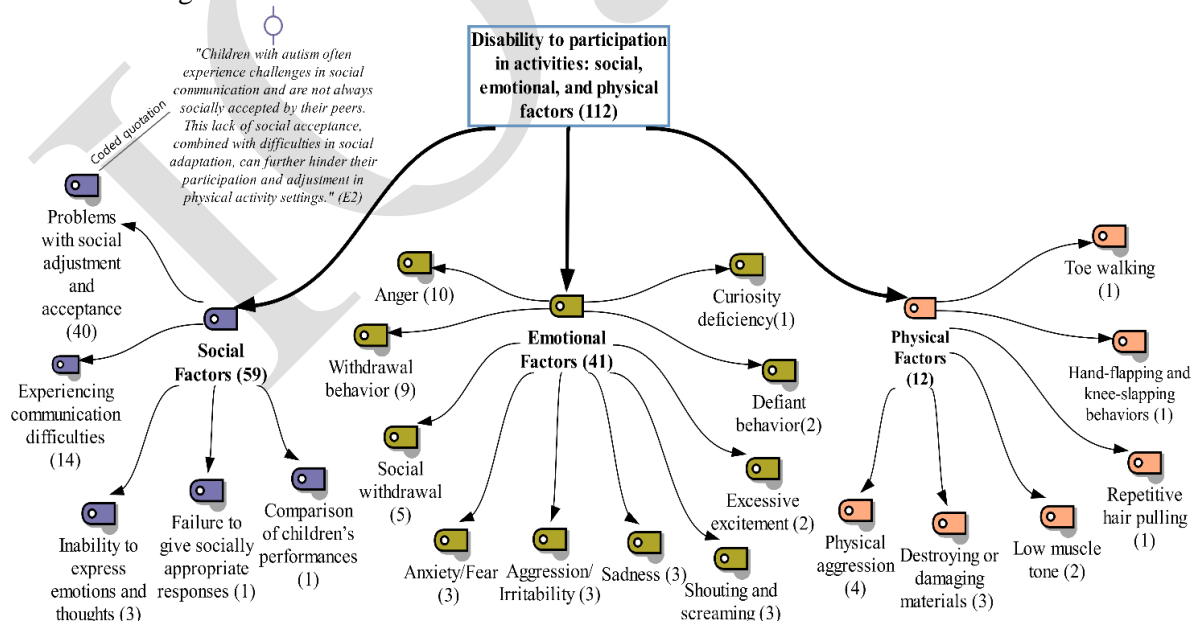 Disability to participation
in activities: social,
emotional, and physical
factors (112)
"Children with autism often
experience challenges in social
communication and are not always
socially accepted by their peers.
This lack of social acceptance,
combined with difficulties in social
adaptation, can further hinder their
participation and adjustment in
physical activity settings." (E2)
Coded quotation
Problems
with social
adjustment
and
acceptance
(40)
Social
Factors (59)
Experiencing
communication
difficulties
(14)
Inability to
express
emotions and
thoughts (3)
Failure to
give socially
appropriate
responses (1)
Comparison
of children's
performances
(1)
Anger (10)
Withdrawal
behavior (9)
Social
withdrawal
(5)
Emotional
Factors (41)
Anxiety/Fear
(3)
Aggression/
Irritability (3)
Sadness (3)
Shouting and
screaming (3)
Excessive
excitement (2)
Defiant
behavior(2)
Curiosity
deficiency(1)
Physical
Factors
(12)
Physical
aggression
(4)
Destroying or
damaging
materials (3)
Low muscle
tone (2)
Repetitive
hair pulling
(1)
Hand-flapping and
knee-slapping
behaviors (1)
Toe walking
(1)